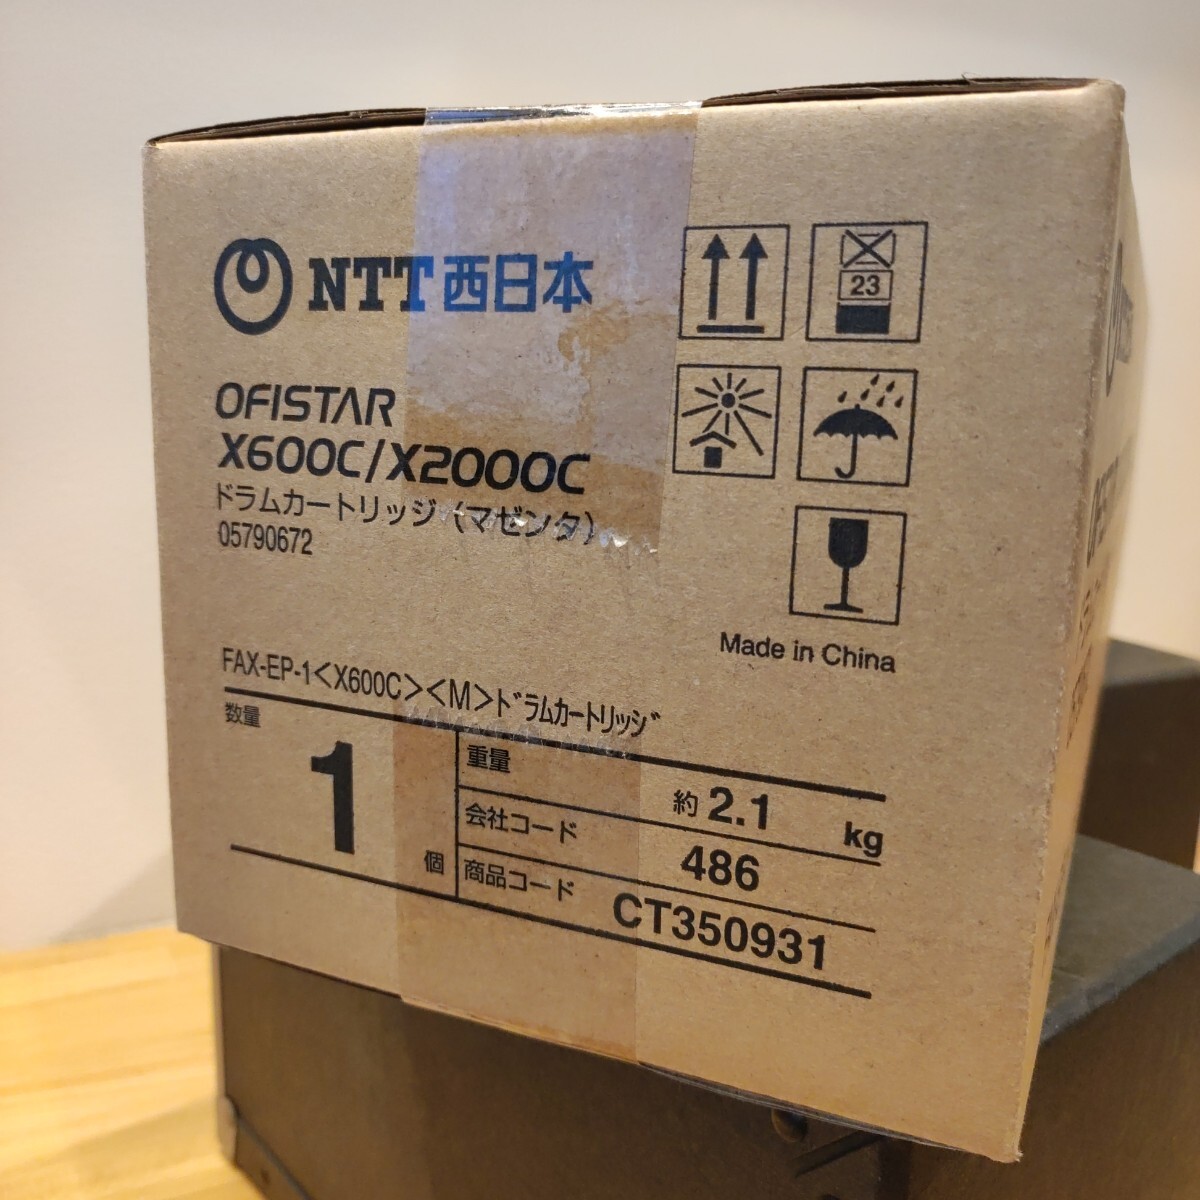 NTT西日本
OFISTAR
X600C/X2000C
ドラムカートリッジ(マゼンタ)
05790672
23
Made in China
FAX-EP-1<X600C><M>ドラムカートリッジ
数量
1
個
重量
約 2.1 kg
会社コード
486
商品コード
CT350931